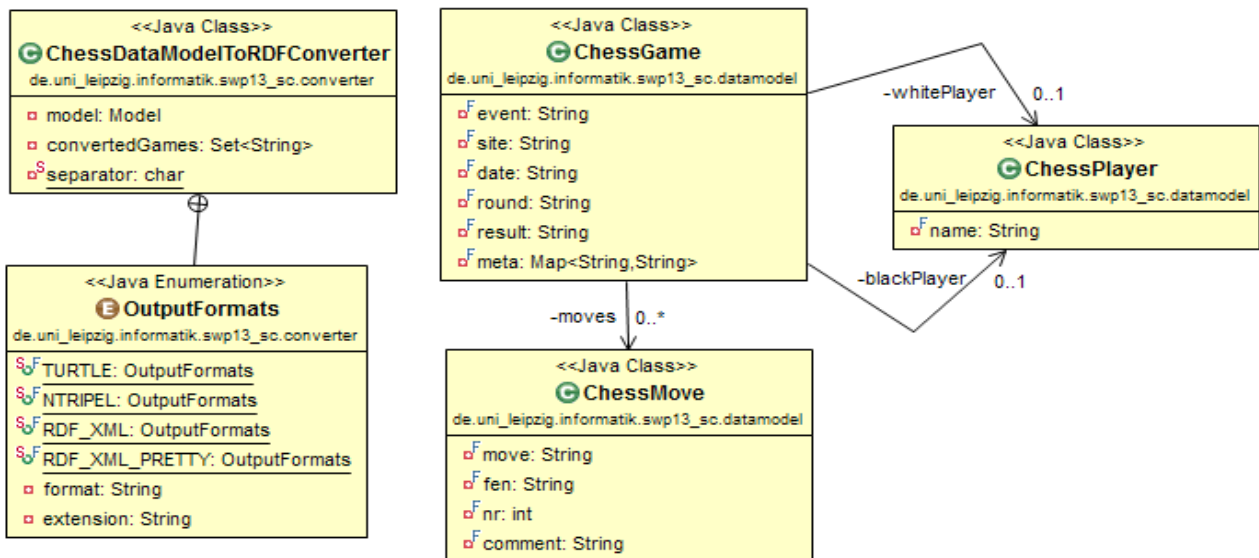 <<Java Class>>
ChessDataModelToRDFConverter
de.uni_leipzig.informatik.swp13_sc.converter
model: Model
convertedGames: Set<String>
S separator: char
<<Java Enumeration>>
E OutputFormats
de.uni_leipzig.informatik.swp13_sc.converter
S F TURTLE: OutputFormats
S F NTRIPEL: OutputFormats
S F RDF_XML: OutputFormats
S F RDF_XML_PRETTY: OutputFormats
format: String
extension: String
<<Java Class>>
C ChessGame
de.uni_leipzig.informatik.swp13_sc.datamodel
F event: String
F site: String
F date: String
F round: String
F result: String
F meta: Map<String,String>
-whitePlayer 0..1
<<Java Class>>
C ChessPlayer
de.uni_leipzig.informatik.swp13_sc.datamodel
F name: String
-blackPlayer 0..1
-moves 0..*
<<Java Class>>
C ChessMove
de.uni_leipzig.informatik.swp13_sc.datamodel
F move: String
F fen: String
F nr: int
F comment: String